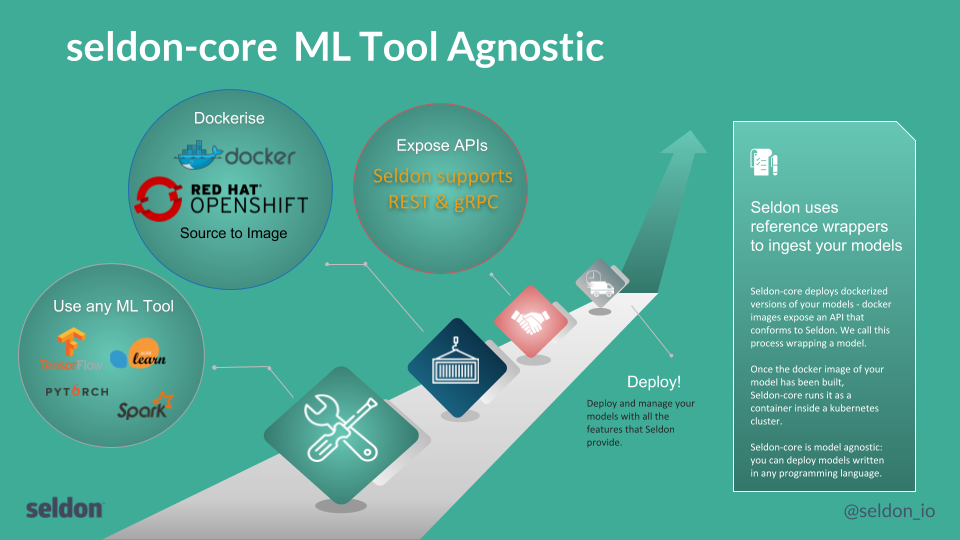 seldon-core ML Tool Agnostic
Dockerise
docker
RED HAT®
OPENSHIFT
Source to Image
Expose APIs
Seldon supports
REST & gRPC
Use any ML Tool
TensorFlow
learn
PYTORCH
Spark
Deploy!
Deploy and manage your
models with all the
features that Seldon
provide.
Seldon uses
reference wrappers
to ingest your models
Seldon-core deploys dockerized
versions of your models - docker
images expose an API that
conforms to Seldon. We call this
process wrapping a model.
Once the docker image of your
model has been built,
Seldon-core runs it as a
container inside a kubernetes
cluster.
Seldon-core is model agnostic:
you can deploy models written
in any programming language.
seldon
@seldon_io